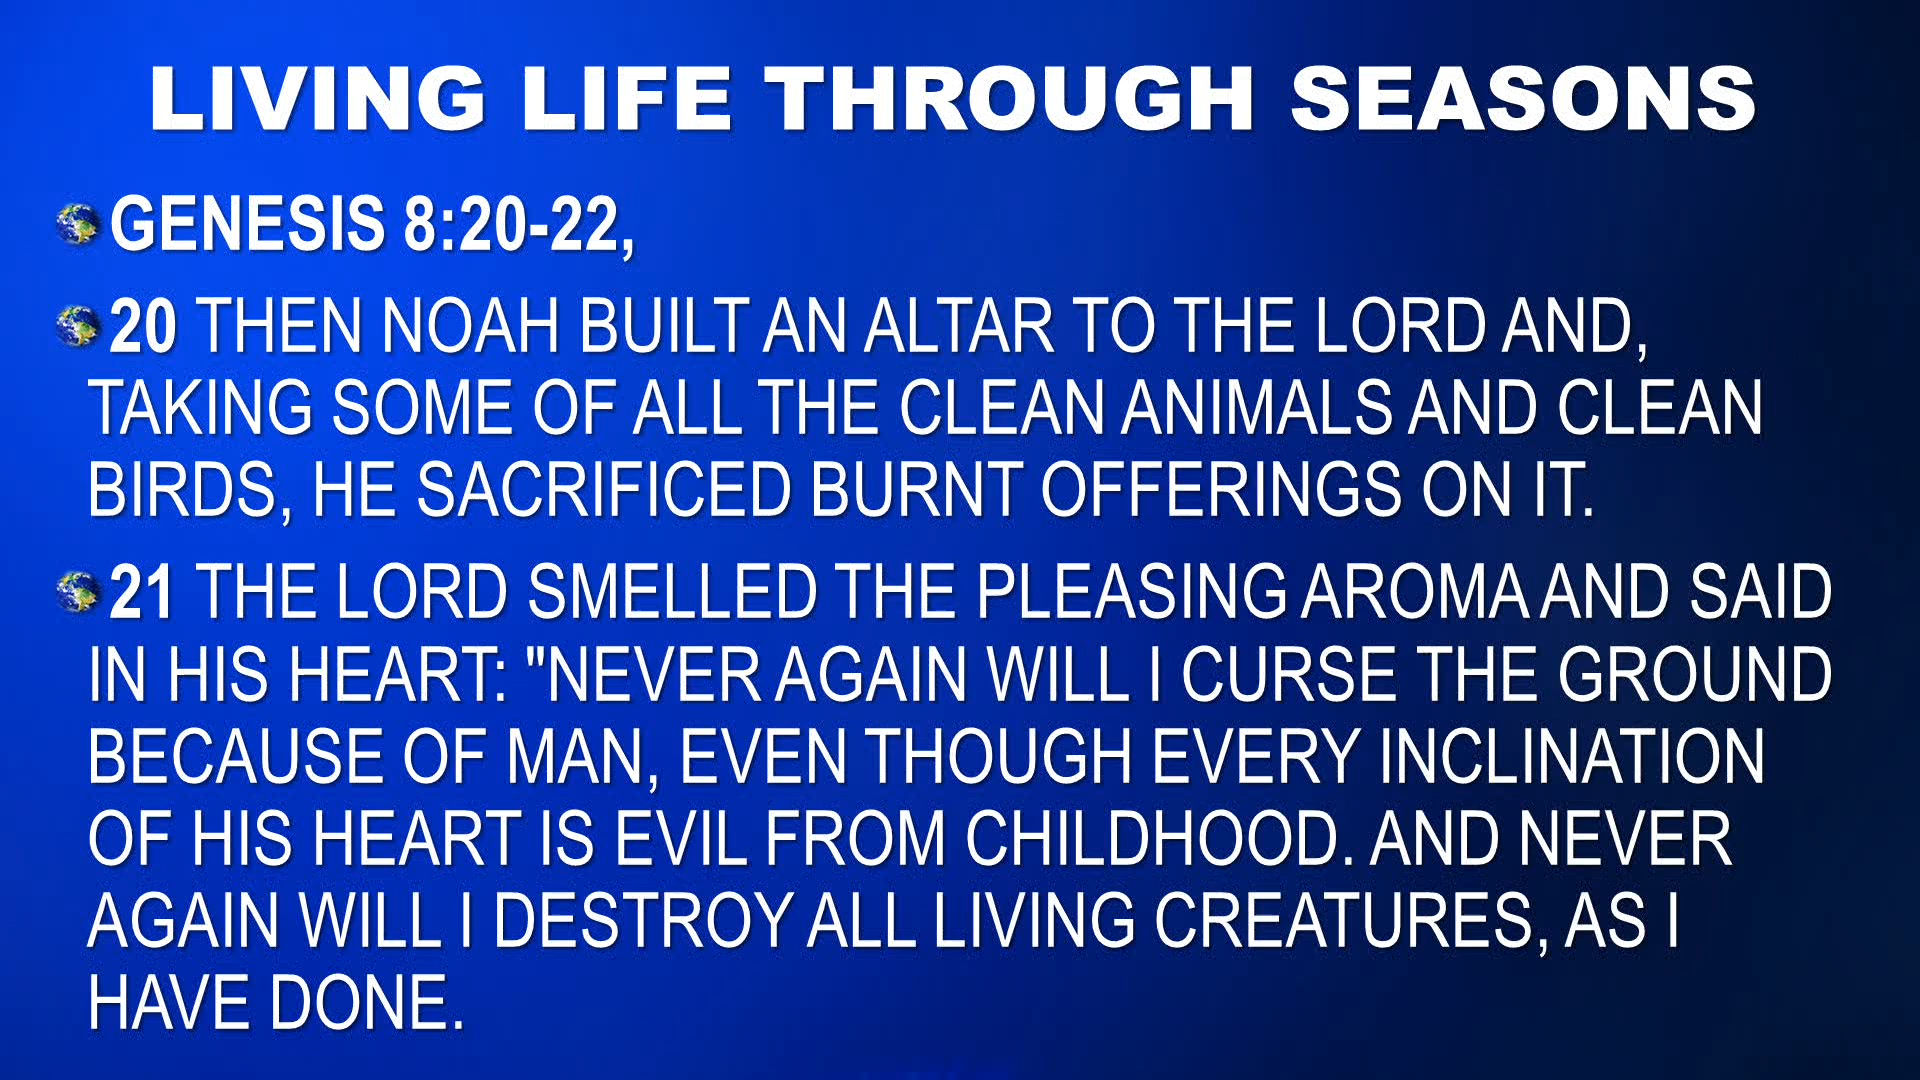 LIVING LIFE THROUGH SEASONS
GENESIS 8:20-22,
20 THEN NOAH BUILT AN ALTAR TO THE LORD AND,
TAKING SOME OF ALL THE CLEAN ANIMALS AND CLEAN
BIRDS, HE SACRIFICED BURNT OFFERINGS ON IT.
21 THE LORD SMELLED THE PLEASING AROMA AND SAID
IN HIS HEART: "NEVER AGAIN WILL I CURSE THE GROUND
BECAUSE OF MAN, EVEN THOUGH EVERY INCLINATION
OF HIS HEART IS EVIL FROM CHILDHOOD. AND NEVER
AGAIN WILL I DESTROY ALL LIVING CREATURES, AS I
HAVE DONE.